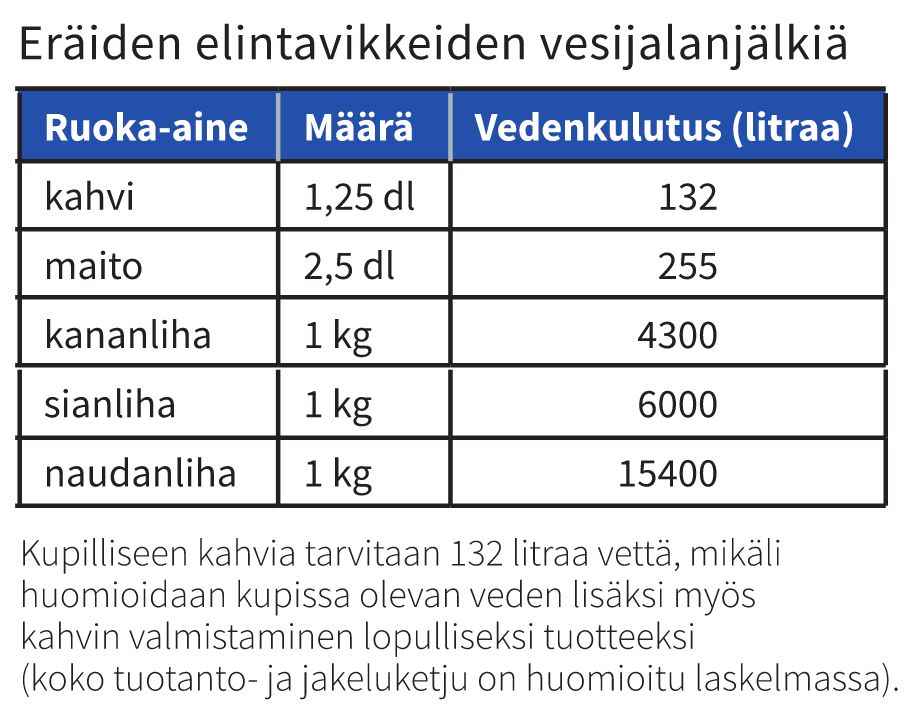 Eräiden elintavikkeiden vesijalanjälkiä
Ruoka-aine Määrä Vedenkulutus (litraa)
kahvi 1,25 dl 132
maito 2,5 dl 255
kananliha 1 kg 4300
sianliha 1 kg 6000
naudanliha 1 kg 15400
Kupilliseen kahvia tarvitaan 132 litraa vettä, mikäli
huomioidaan kupissa olevan veden lisäksi myös
kahvin valmistaminen lopulliseksi tuotteeksi
(koko tuotanto- ja jakeluketju on huomioitu laskelmassa).